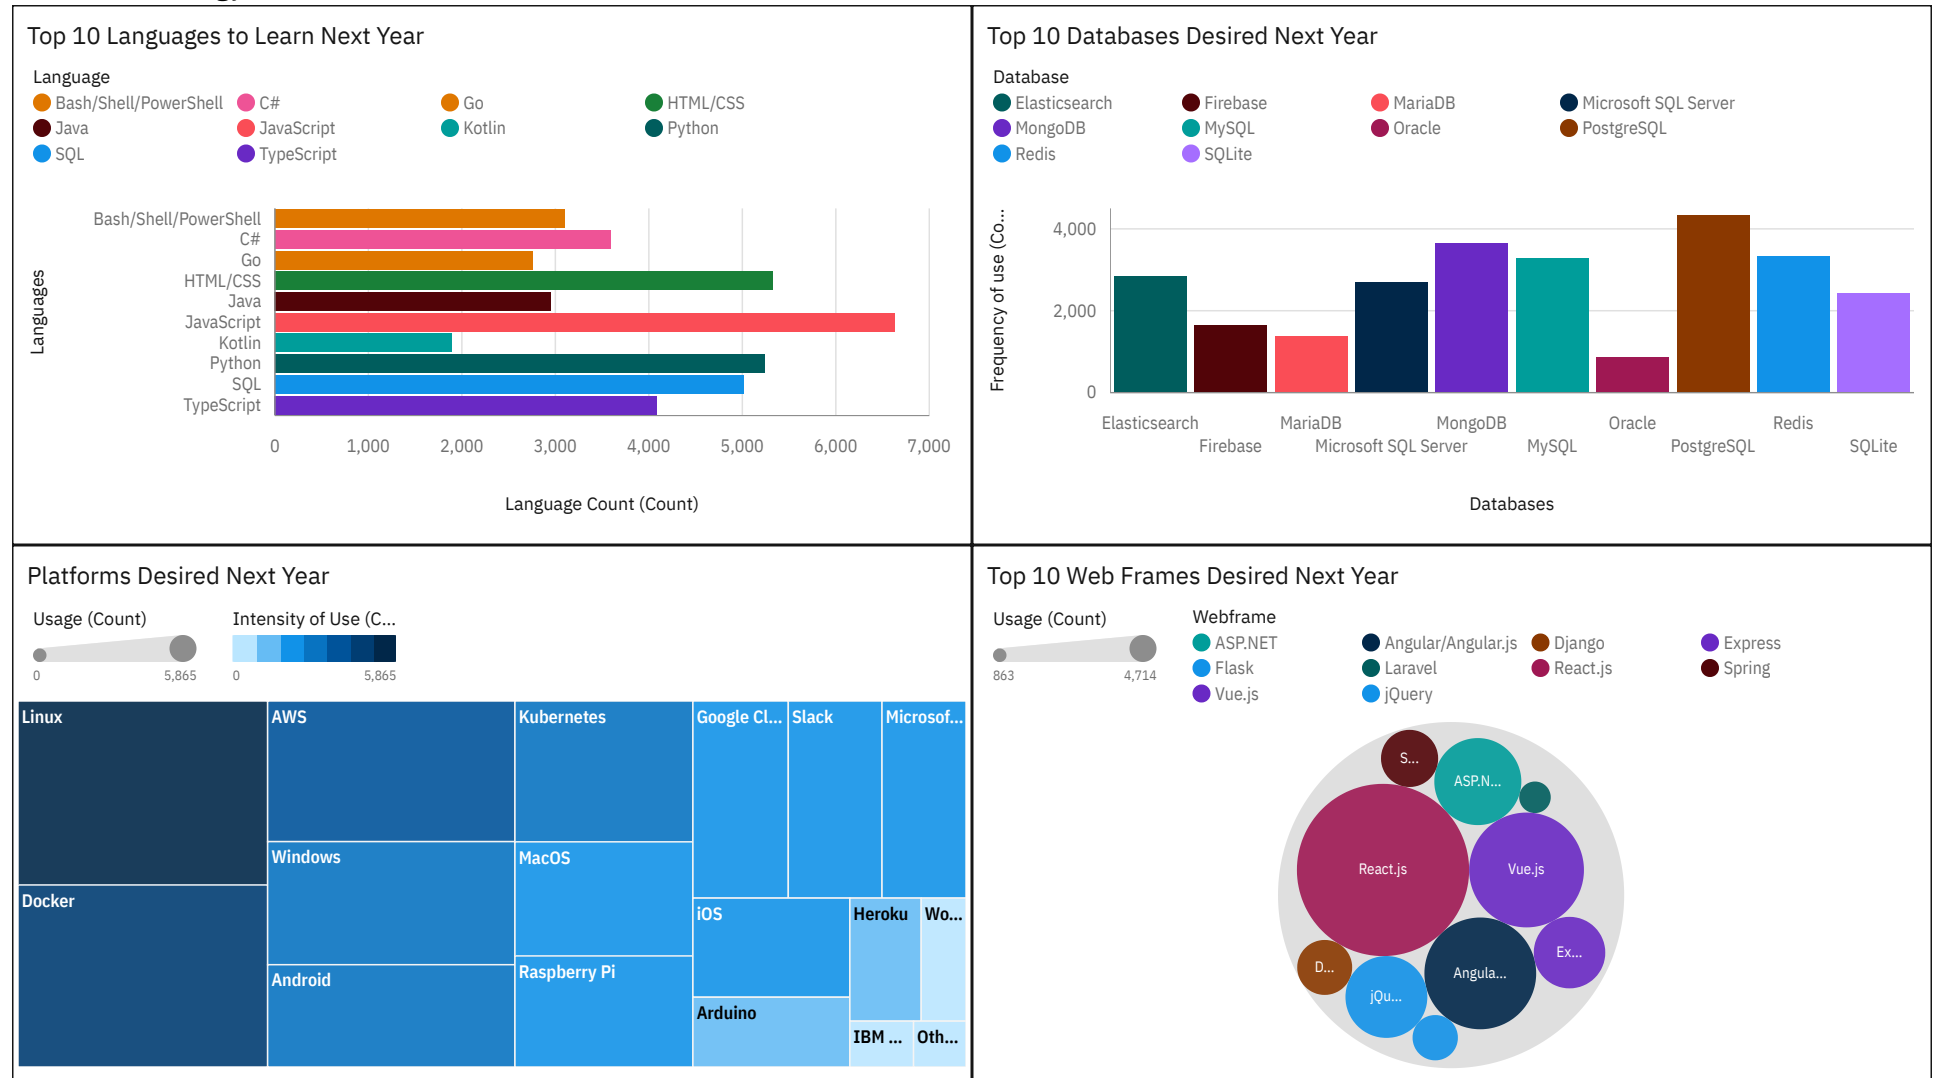 Top 10 Languages to Learn Next Year
Language
Bash/Shell/PowerShell C# Go HTML/CSS
Java JavaScript Kotlin Python
SQL TypeScript
Languages
Bash/Shell/PowerShell
C#
Go
HTML/CSS
Java
JavaScript
Kotlin
Python
SQL
TypeScript
0 1,000 2,000 3,000 4,000 5,000 6,000 7,000
Language Count (Count)
Top 10 Databases Desired Next Year
Database
Elasticsearch Firebase MariaDB Microsoft SQL Server
MongoDB MySQL Oracle PostgreSQL
Redis SQLite
Frequency of use (Co...
4,000
2,000
0
Elasticsearch MariaDB MongoDB Oracle Redis
Firebase Microsoft SQL Server MySQL PostgreSQL SQLite
Databases
Platforms Desired Next Year
Usage (Count) Intensity of Use (C...
0 5,865 0 5,865
Linux AWS Kubernetes Google Cl... Slack Microsof...
Windows MacOS
Docker iOS Heroku Wo...
Android Raspberry Pi
Arduino IBM ... Oth...
Top 10 Web Frames Desired Next Year
Usage (Count) Webframe
863 4,714
ASP.NET Angular/Angular.js Django Express
Flask Laravel React.js Spring
Vue.js jQuery
S...
ASP.N...
React.js Vue.js
Ex...
D... Angula...
jQu...